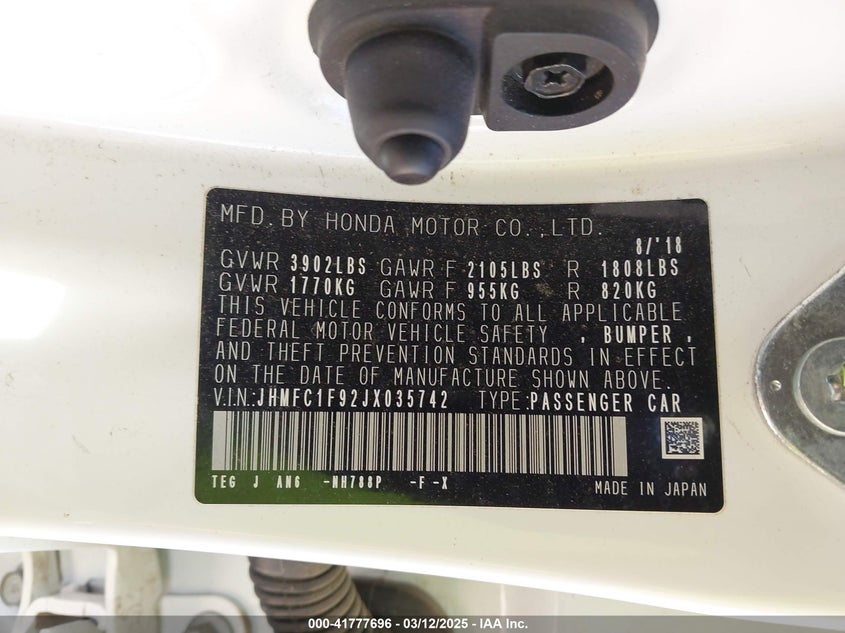 MFD. BY HONDA MOTOR CO.,LTD.
8/'18
GVWR 3902LBS GAWR F 2105LBS R 1808LBS
GVWR 1770KG GAWR F 955KG R 820KG
THIS VEHICLE CONFORMS TO ALL APPLICABLE
FEDERAL MOTOR VEHICLE SAFETY , BUMPER ,
AND THEFT PREVENTION STANDARDS IN EFFECT
ON THE DATE OF MANUFACTURE SHOWN ABOVE.
V.I.N:JHMFC1F92JX035742 TYPE:PASSENGER CAR
TEG J AN6 -NH788P -F -X MADE IN JAPAN
000-41777696 - 03/12/2025 - IAA Inc.